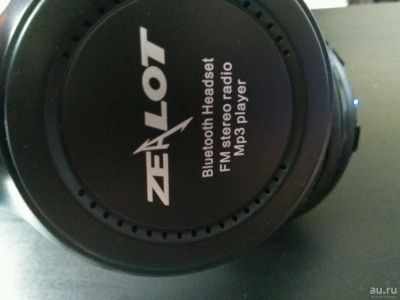 ZEALOT
Bluetooth Headset
FM stereo radio
Mp3 player
au.ru